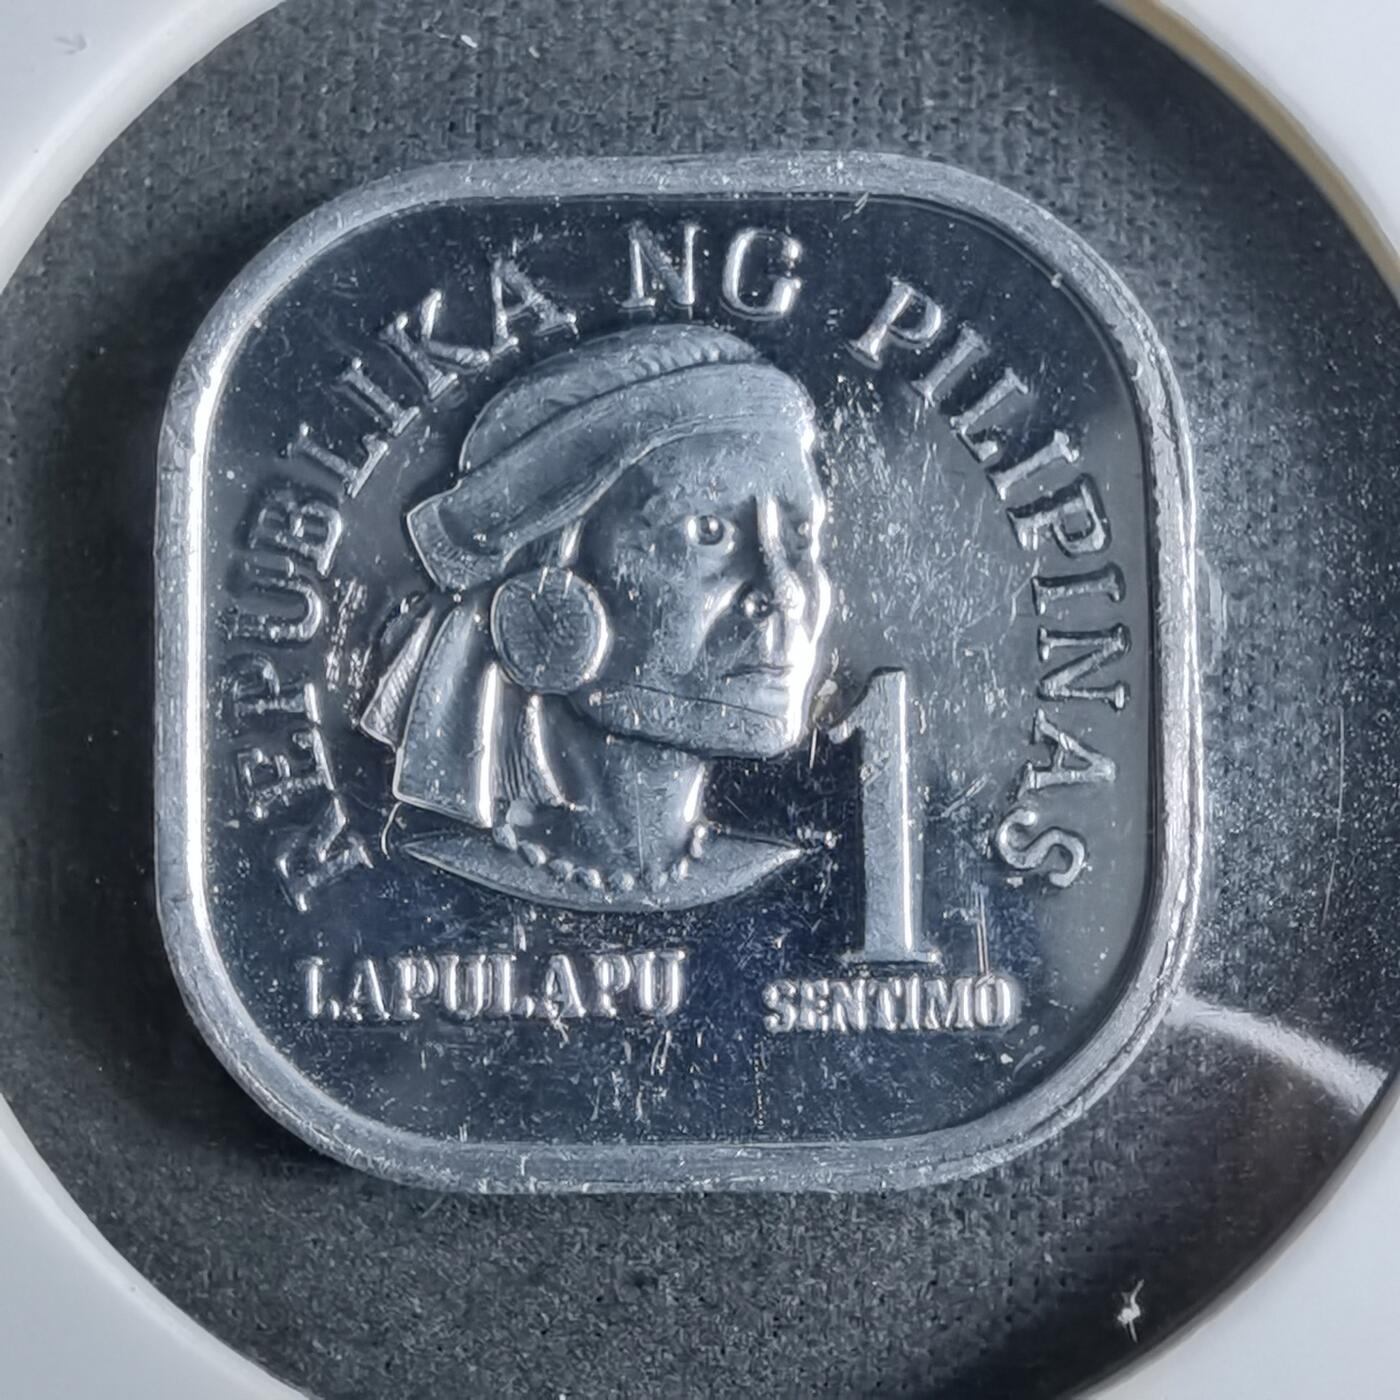 REPUBLIKA NG PILIPINAS
1
LAPULAPU
SENTIMO